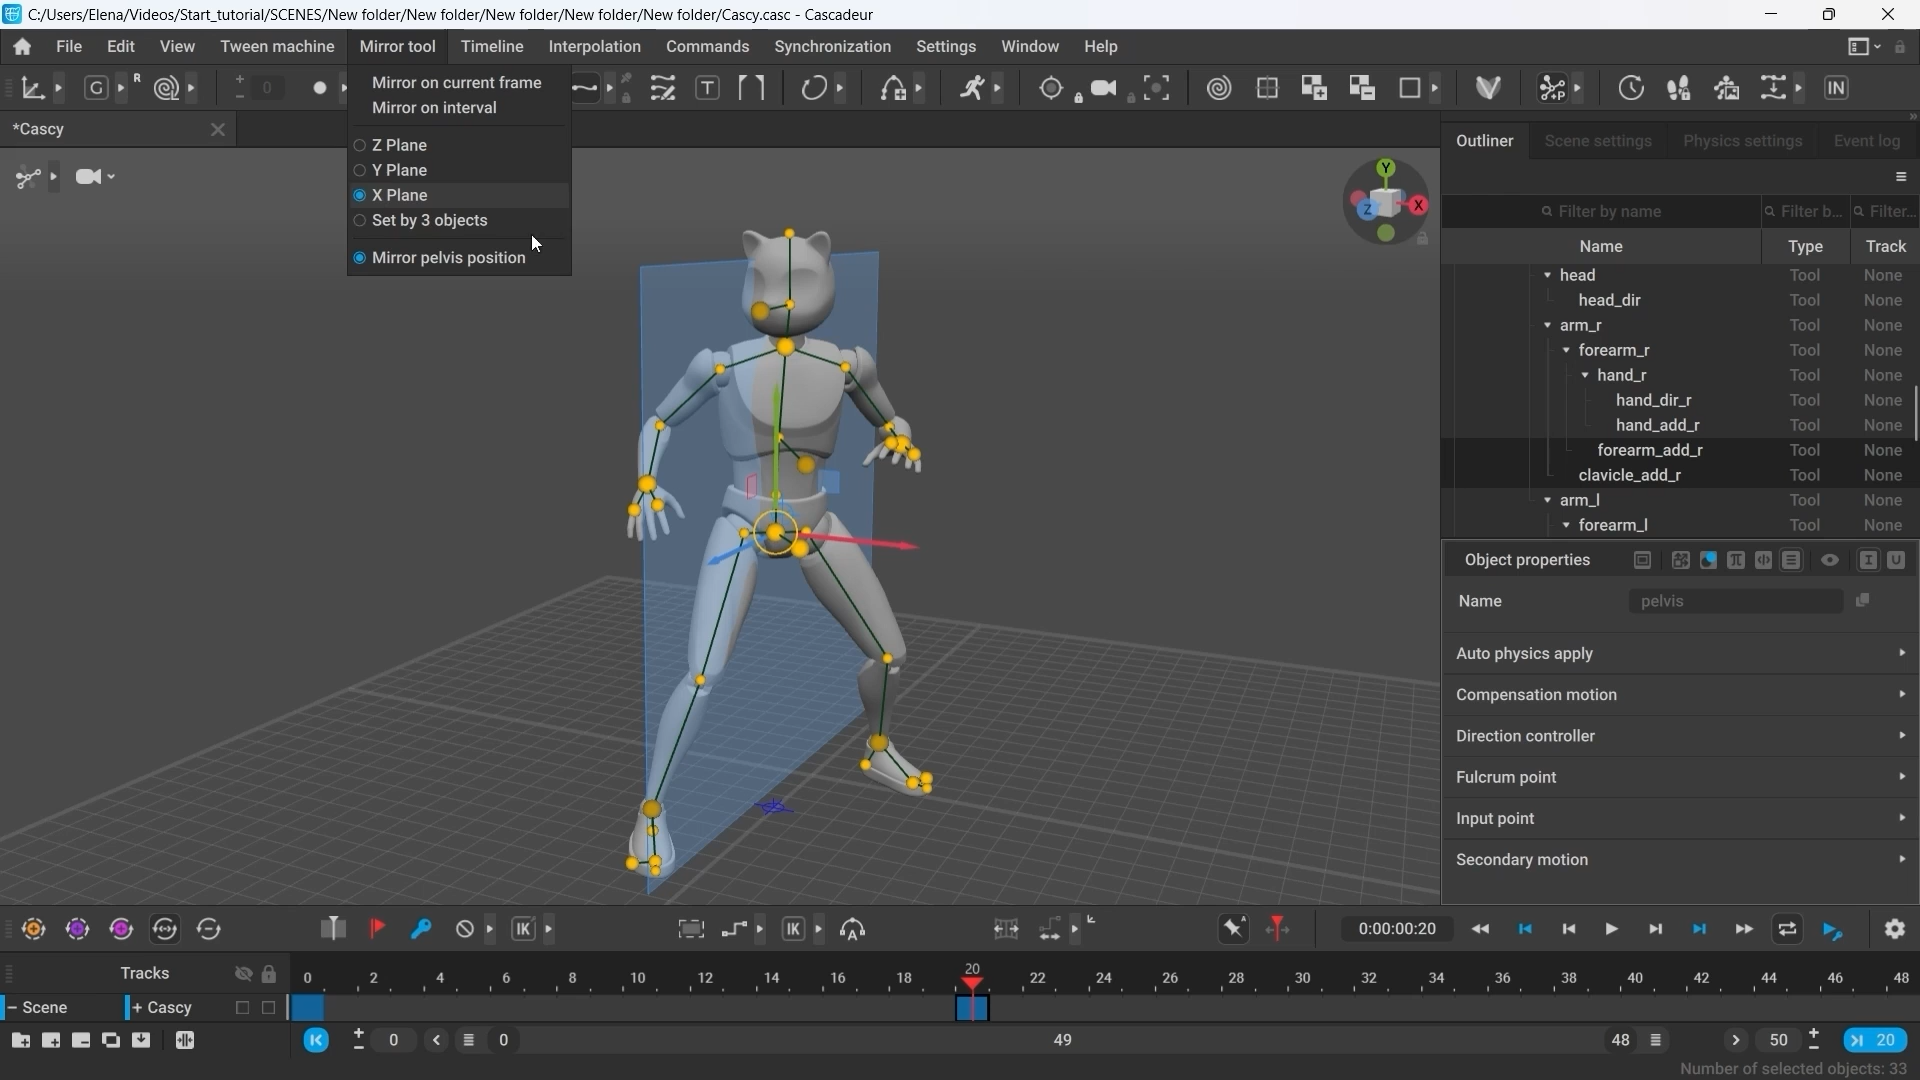 C:/Users/Elena/Videos/Start_tutorial/SCENES/New folder/New folder/New folder/New folder/New folder/Cascy.casc - Cascadeur
File Edit View Tween machine Mirror tool Timeline Interpolation Commands Synchronization Settings Window Help
G R 0 T P IN
Mirror on current frame
Mirror on interval
Z Plane
Y Plane
X Plane
Set by 3 objects
Mirror pelvis position
*Cascy
Y
Z X
Outliner Scene settings Physics settings Event log
Filter by name Filter b... Filter...
Name Type Track
head Tool None
head_dir Tool None
arm_r Tool None
forearm_r Tool None
hand_r Tool None
hand_dir_r Tool None
hand_add_r Tool None
forearm_add_r Tool None
clavicle_add_r Tool None
arm_l Tool None
forearm_l Tool None
Object properties I U
Name pelvis
Auto physics apply
Compensation motion
Direction controller
Fulcrum point
Input point
Secondary motion
IK IK A 0:00:00:20
Tracks 0 2 4 6 8 10 12 14 16 18 20 22 24 26 28 30 32 34 36 38 40 42 44 46 48
− Scene + Cascy
0 0 49 48 50 20
Number of selected objects: 33